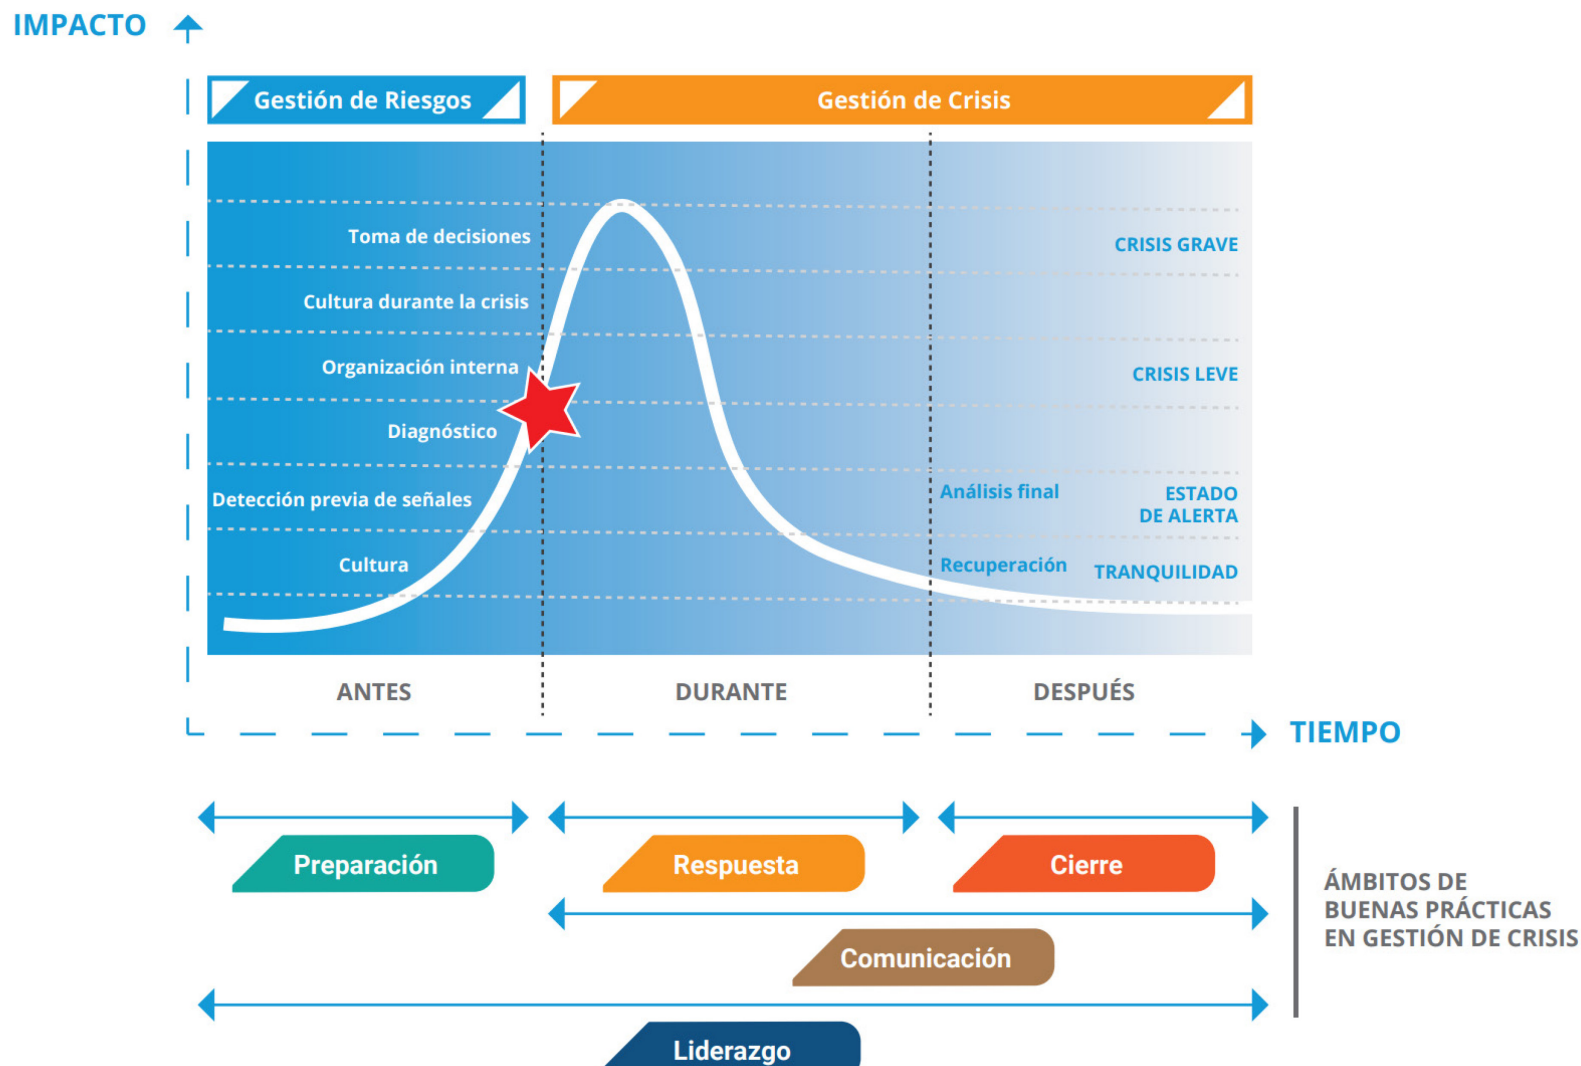 IMPACTO
Gestión de Riesgos
Gestión de Crisis
Toma de decisiones
CRISIS GRAVE
Cultura durante la crisis
Organización interna
CRISIS LEVE
Diagnóstico
Detección previa de señales
Análisis final
ESTADO
DE ALERTA
Cultura
Recuperación
TRANQUILIDAD
ANTES
DURANTE
DESPUÉS
TIEMPO
Preparación
Respuesta
Cierre
ÁMBITOS DE
BUENAS PRÁCTICAS
EN GESTIÓN DE CRISIS
Comunicación
Liderazgo